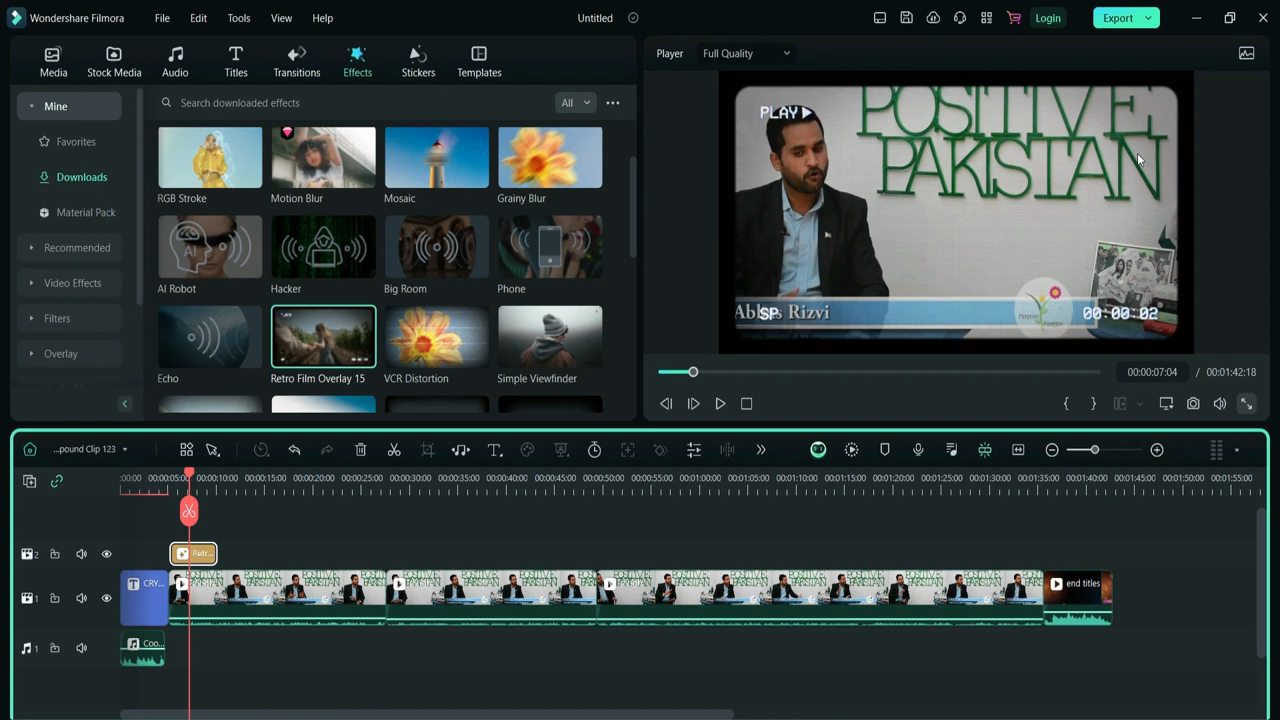 Wondershare Filmora
File
Edit
Tools
View
Help
Untitled
Login
Export
Media
Stock Media
Audio
Titles
Transitions
Effects
Stickers
Templates
Player
Full Quality
Mine
Favorites
Downloads
Material Pack
Recommended
Video Effects
Filters
Overlay
Search downloaded effects
All
RGB Stroke
Motion Blur
Mosaic
Grainy Blur
AI Robot
AI
Hacker
Big Room
Phone
Echo
Retro Film Overlay 15
VCR Distortion
Simple Viewfinder
PLAY
POSITIVE
PAKISTAN
Abbas Rizvi
SP
00:00:02
00:00:07:04 / 00:01:42:18
...pound Clip 123
:00:00 00:00:05:00 00:00:10:00 00:00:15:00 00:00:20:00 00:00:25:00 00:00:30:00 00:00:35:00 00:00:40:00 00:00:45:00 00:00:50:00 00:00:55:00 00:01:00:00 00:01:05:00 00:01:10:00 00:01:15:00 00:01:20:00 00:01:25:00 00:01:30:00 00:01:35:00 00:01:40:00 00:01:45:00 00:01:50:00 00:01:55:00
2
Retr...
1
CRY...
end titles
1
Coo...